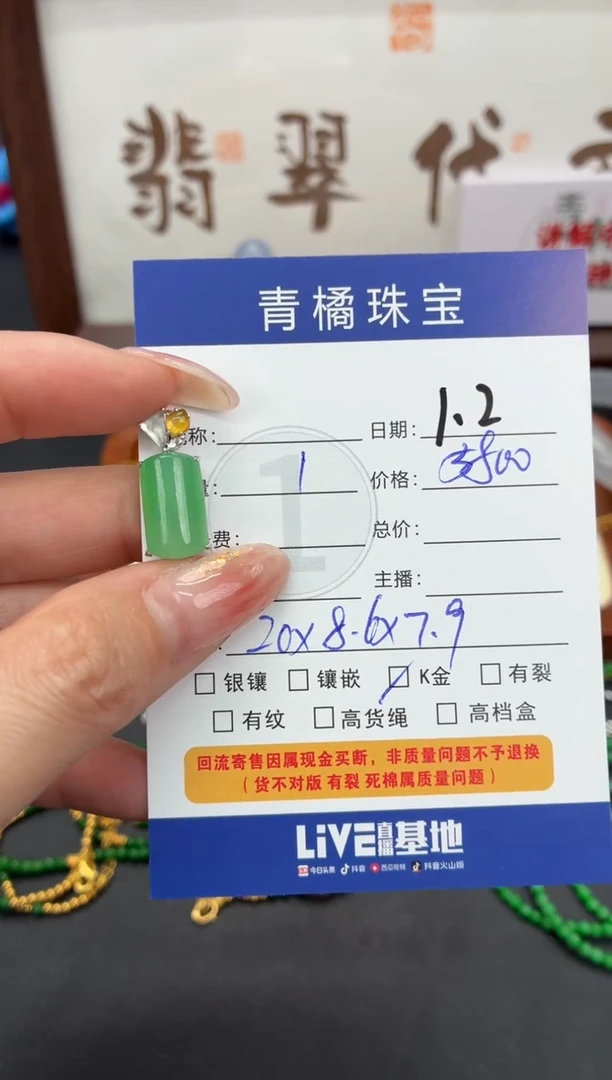 翡翠代
讲解
青橘珠宝
称:
日期: 1.2
量: 1
价格:
费:
总价:
主播:
20x8.6x7.9
银镶 镶嵌 K金 有裂
有纹 高货绳 高档盒
回流寄售因属现金买断，非质量问题不予退换
（货不对版 有裂 死棉属质量问题）
LiVE直播基地
今日头条 抖音 西瓜视频 抖音火山版